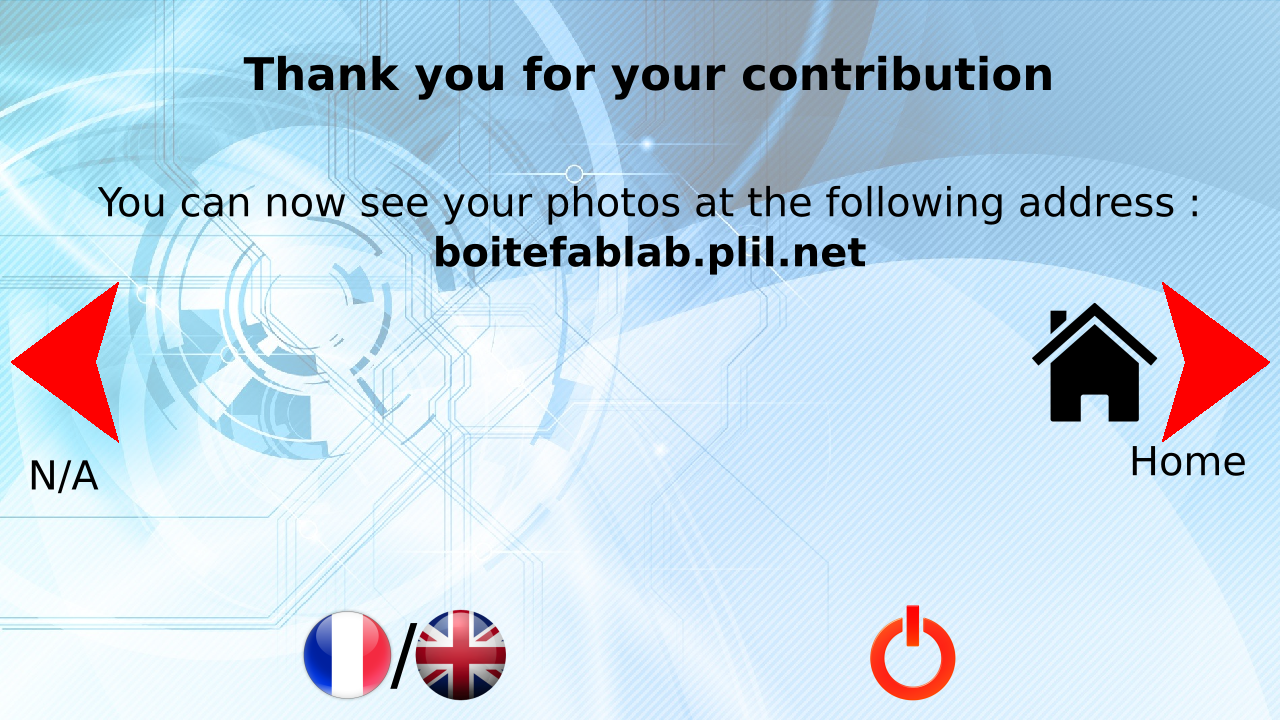 Thank you for your contribution
You can now see your photos at the following address :
boitefablab.plil.net
N/A
Home
/